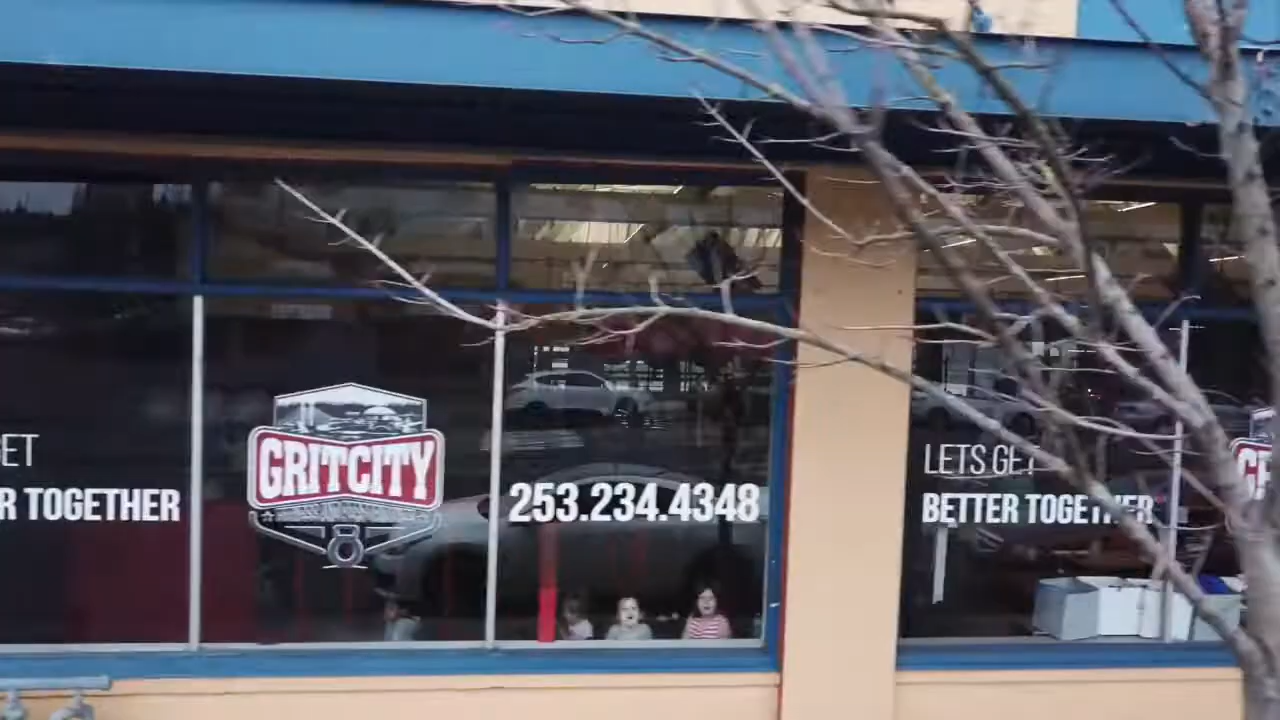 ET
R TOGETHER
GRITCITY
253.234.4348
LETS GET
BETTER TOGETHER